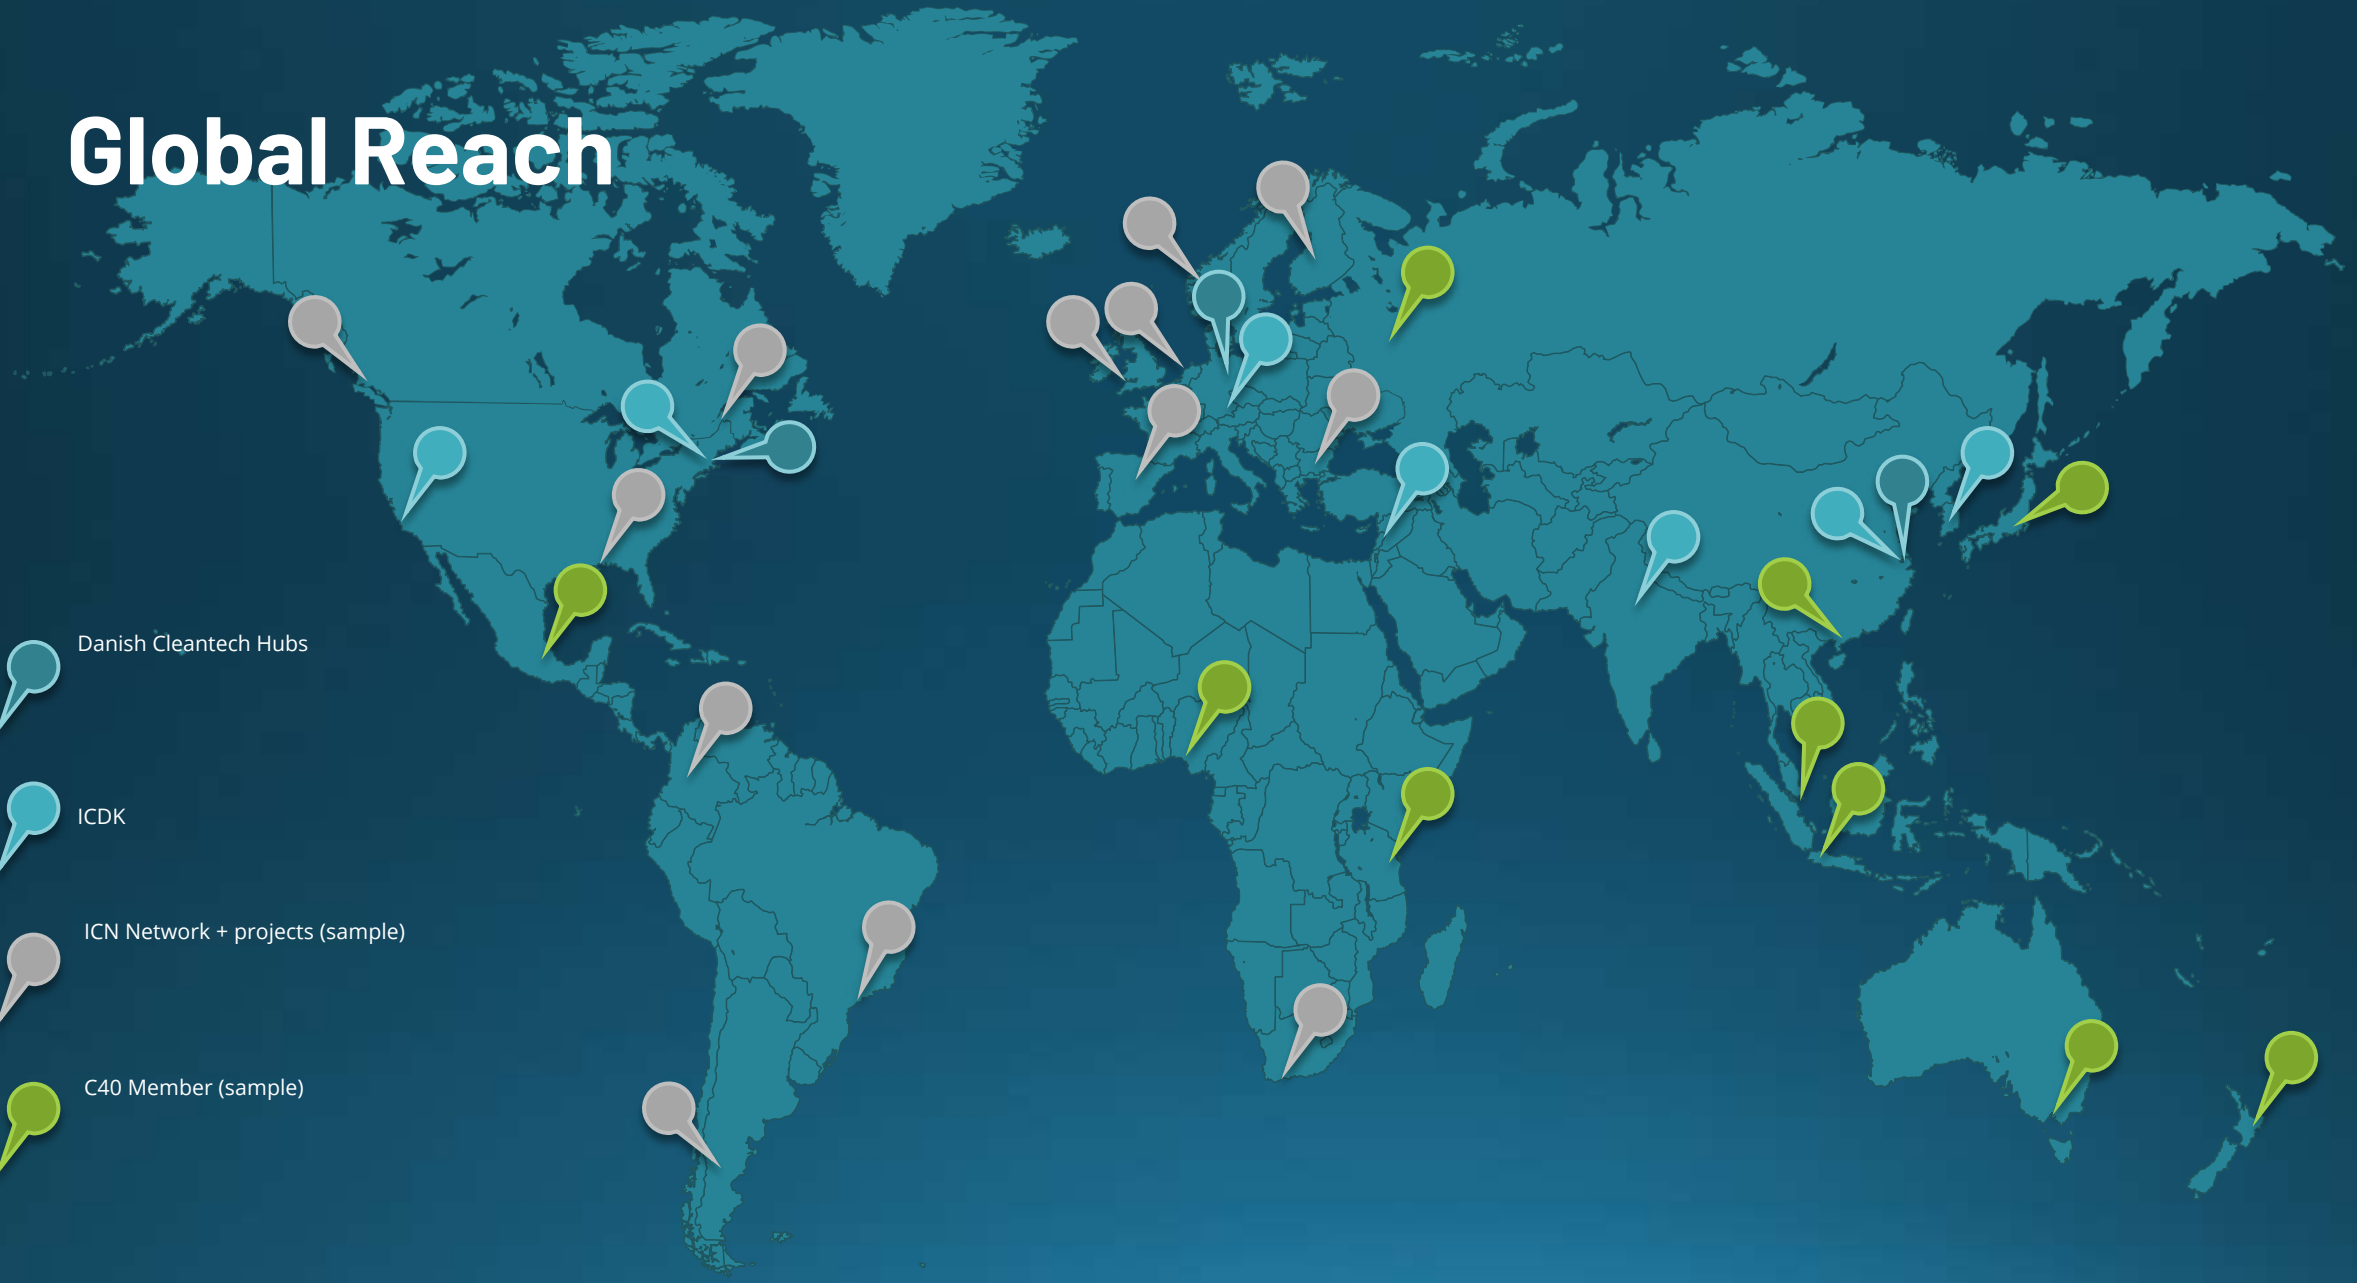 Global Reach
Danish Cleantech Hubs
ICDK
ICN Network + projects (sample)
C40 Member (sample)